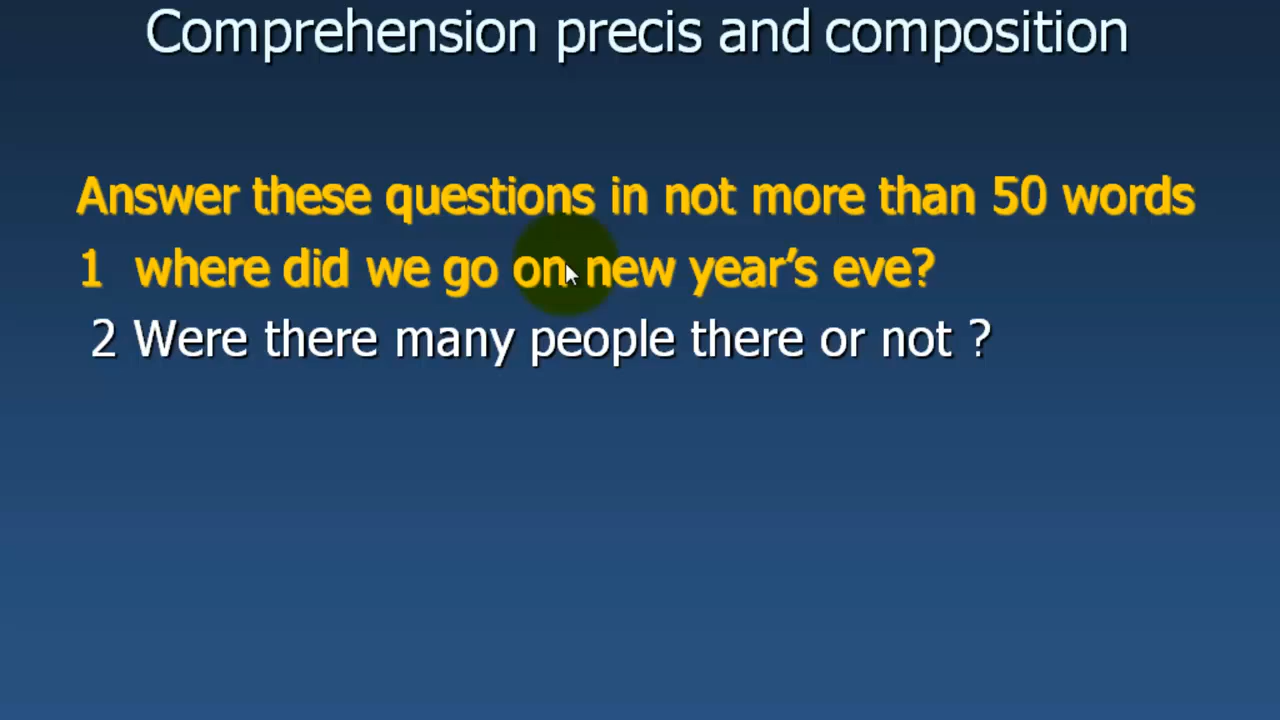 Comprehension precis and composition
Answer these questions in not more than 50 words
1 where did we go on new year's eve?
2 Were there many people there or not ?